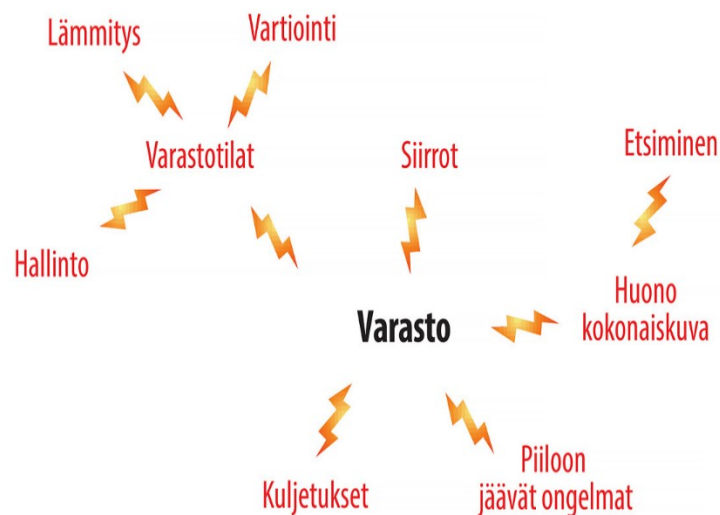 Lämmitys
Vartiointi
Varastotilat
Siirrot
Etsiminen
Hallinto
Huono
kokonaiskuva
Varasto
Kuljetukset
Piiloon
jäävät ongelmat